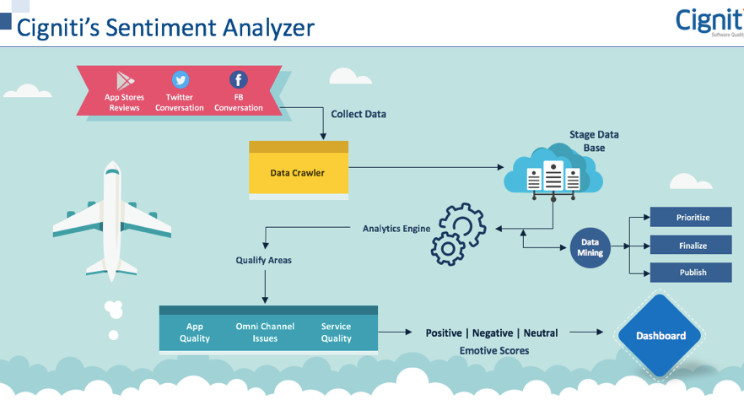 Cigniti's Sentiment Analyzer
Cigniti
Software Quality
App Stores
Reviews
Twitter
Conversation
FB
Conversation
Collect Data
Data Crawler
Stage Data
Base
Analytics Engine
Data
Mining
Prioritize
Finalize
Publish
Qualify Areas
App
Quality
Omni Channel
Issues
Service
Quality
Positive | Negative | Neutral
Emotive Scores
Dashboard